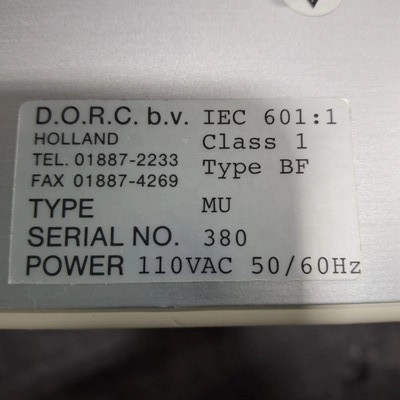 D.O.R.C. b.v. IEC 601:1
HOLLAND Class 1
TEL. 01887-2233 Type BF
FAX 01887-4269
TYPE MU
SERIAL NO. 380
POWER 110VAC 50/60Hz